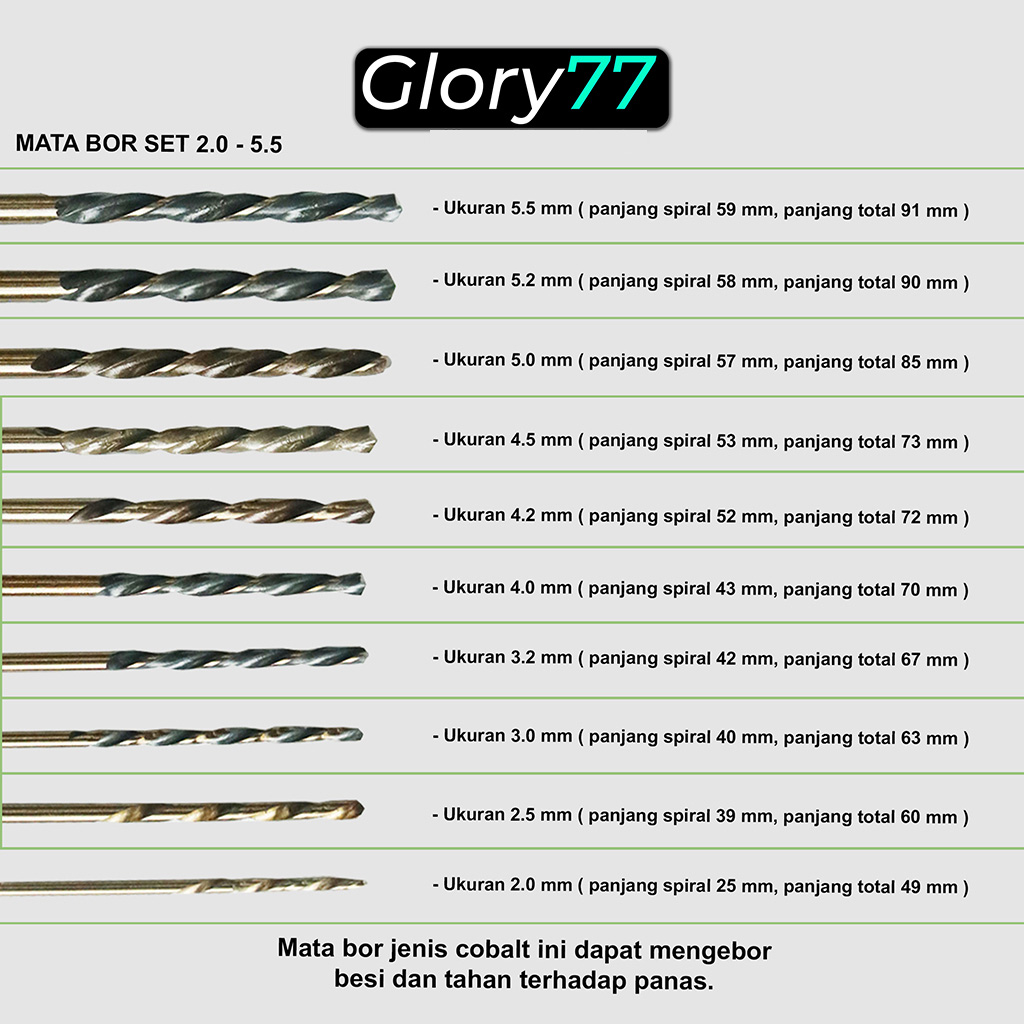 Glory77
MATA BOR SET 2.0 - 5.5
- Ukuran 5.5 mm ( panjang spiral 59 mm, panjang total 91 mm )
- Ukuran 5.2 mm ( panjang spiral 58 mm, panjang total 90 mm )
- Ukuran 5.0 mm ( panjang spiral 57 mm, panjang total 85 mm )
- Ukuran 4.5 mm ( panjang spiral 53 mm, panjang total 73 mm )
- Ukuran 4.2 mm ( panjang spiral 52 mm, panjang total 72 mm )
- Ukuran 4.0 mm ( panjang spiral 43 mm, panjang total 70 mm )
- Ukuran 3.2 mm ( panjang spiral 42 mm, panjang total 67 mm )
- Ukuran 3.0 mm ( panjang spiral 40 mm, panjang total 63 mm )
- Ukuran 2.5 mm ( panjang spiral 39 mm, panjang total 60 mm )
- Ukuran 2.0 mm ( panjang spiral 25 mm, panjang total 49 mm )
Mata bor jenis cobalt ini dapat mengebor
besi dan tahan terhadap panas.